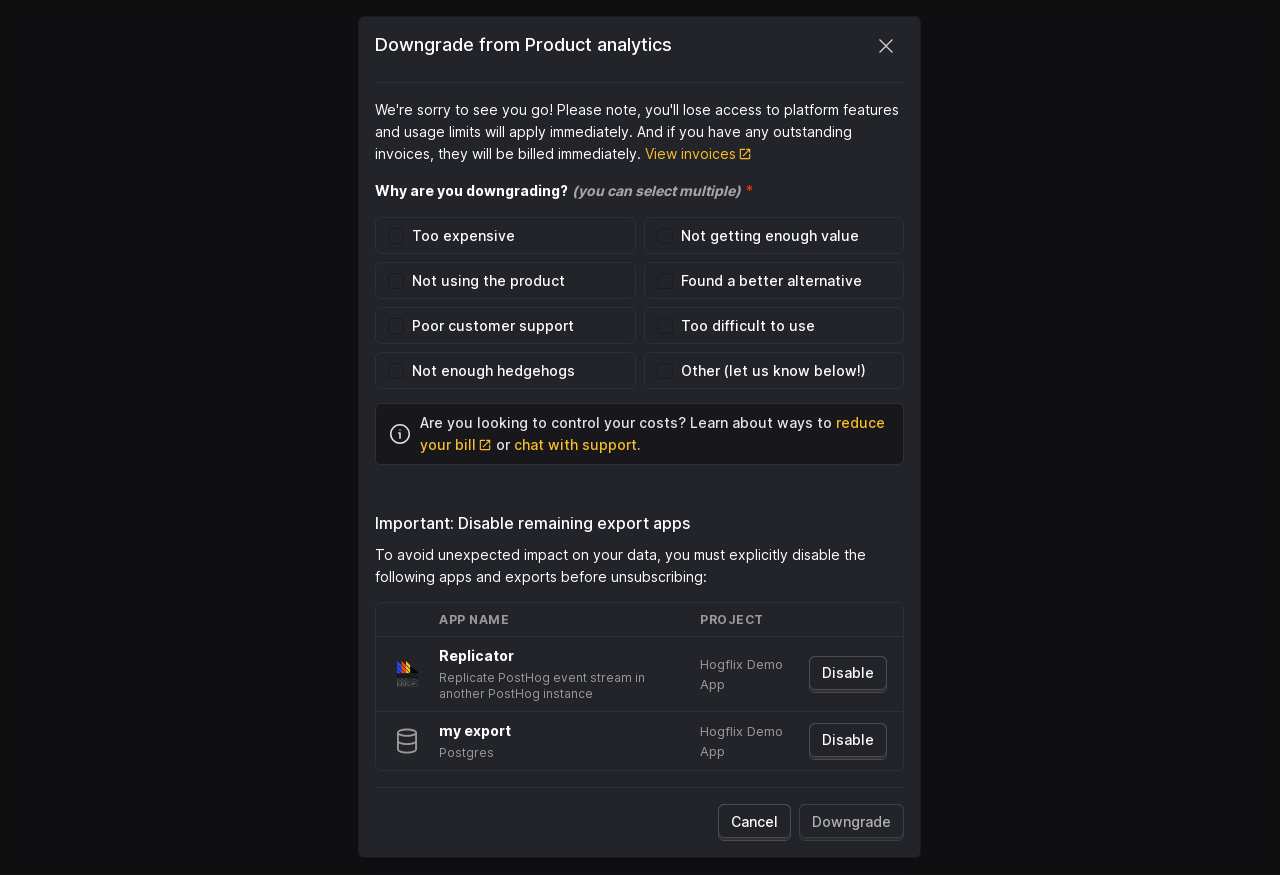 Downgrade from Product analytics
We're sorry to see you go! Please note, you'll lose access to platform features
and usage limits will apply immediately. And if you have any outstanding
invoices, they will be billed immediately. View invoices
Why are you downgrading? (you can select multiple) *
Too expensive
Not getting enough value
Not using the product
Found a better alternative
Poor customer support
Too difficult to use
Not enough hedgehogs
Other (let us know below!)
Are you looking to control your costs? Learn about ways to reduce
your bill or chat with support.
Important: Disable remaining export apps
To avoid unexpected impact on your data, you must explicitly disable the
following apps and exports before unsubscribing:
APP NAME
PROJECT
Replicator
Replicate PostHog event stream in
another PostHog instance
Hogflix Demo
App
Disable
my export
Postgres
Hogflix Demo
App
Disable
Cancel
Downgrade